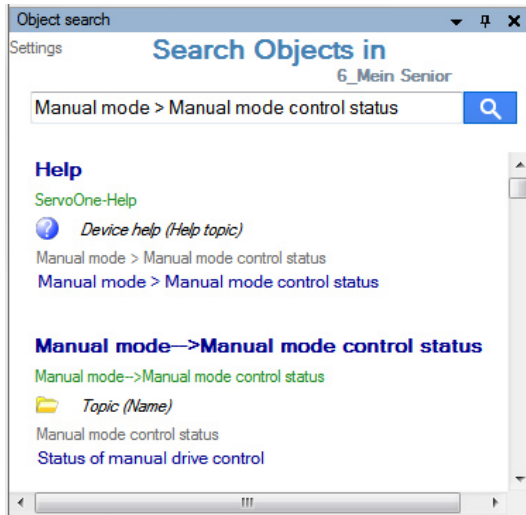 Object search
Settings
Search Objects in
6_Mein Senior
Manual mode > Manual mode control status
Help
ServoOne-Help
Device help (Help topic)
Manual mode > Manual mode control status
Manual mode > Manual mode control status
Manual mode-->Manual mode control status
Manual mode-->Manual mode control status
Topic (Name)
Manual mode control status
Status of manual drive control